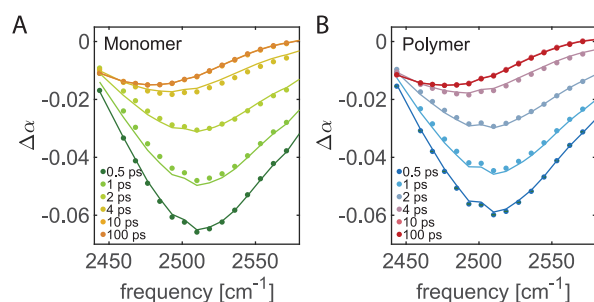 A
Monomer
0
-0.02
-0.04
-0.06
Δα
0.5 ps
1 ps
2 ps
4 ps
10 ps
100 ps
2450 2500 2550
frequency [cm⁻¹]
B
Polymer
0
-0.02
-0.04
-0.06
Δα
0.5 ps
1 ps
2 ps
4 ps
10 ps
100 ps
2450 2500 2550
frequency [cm⁻¹]